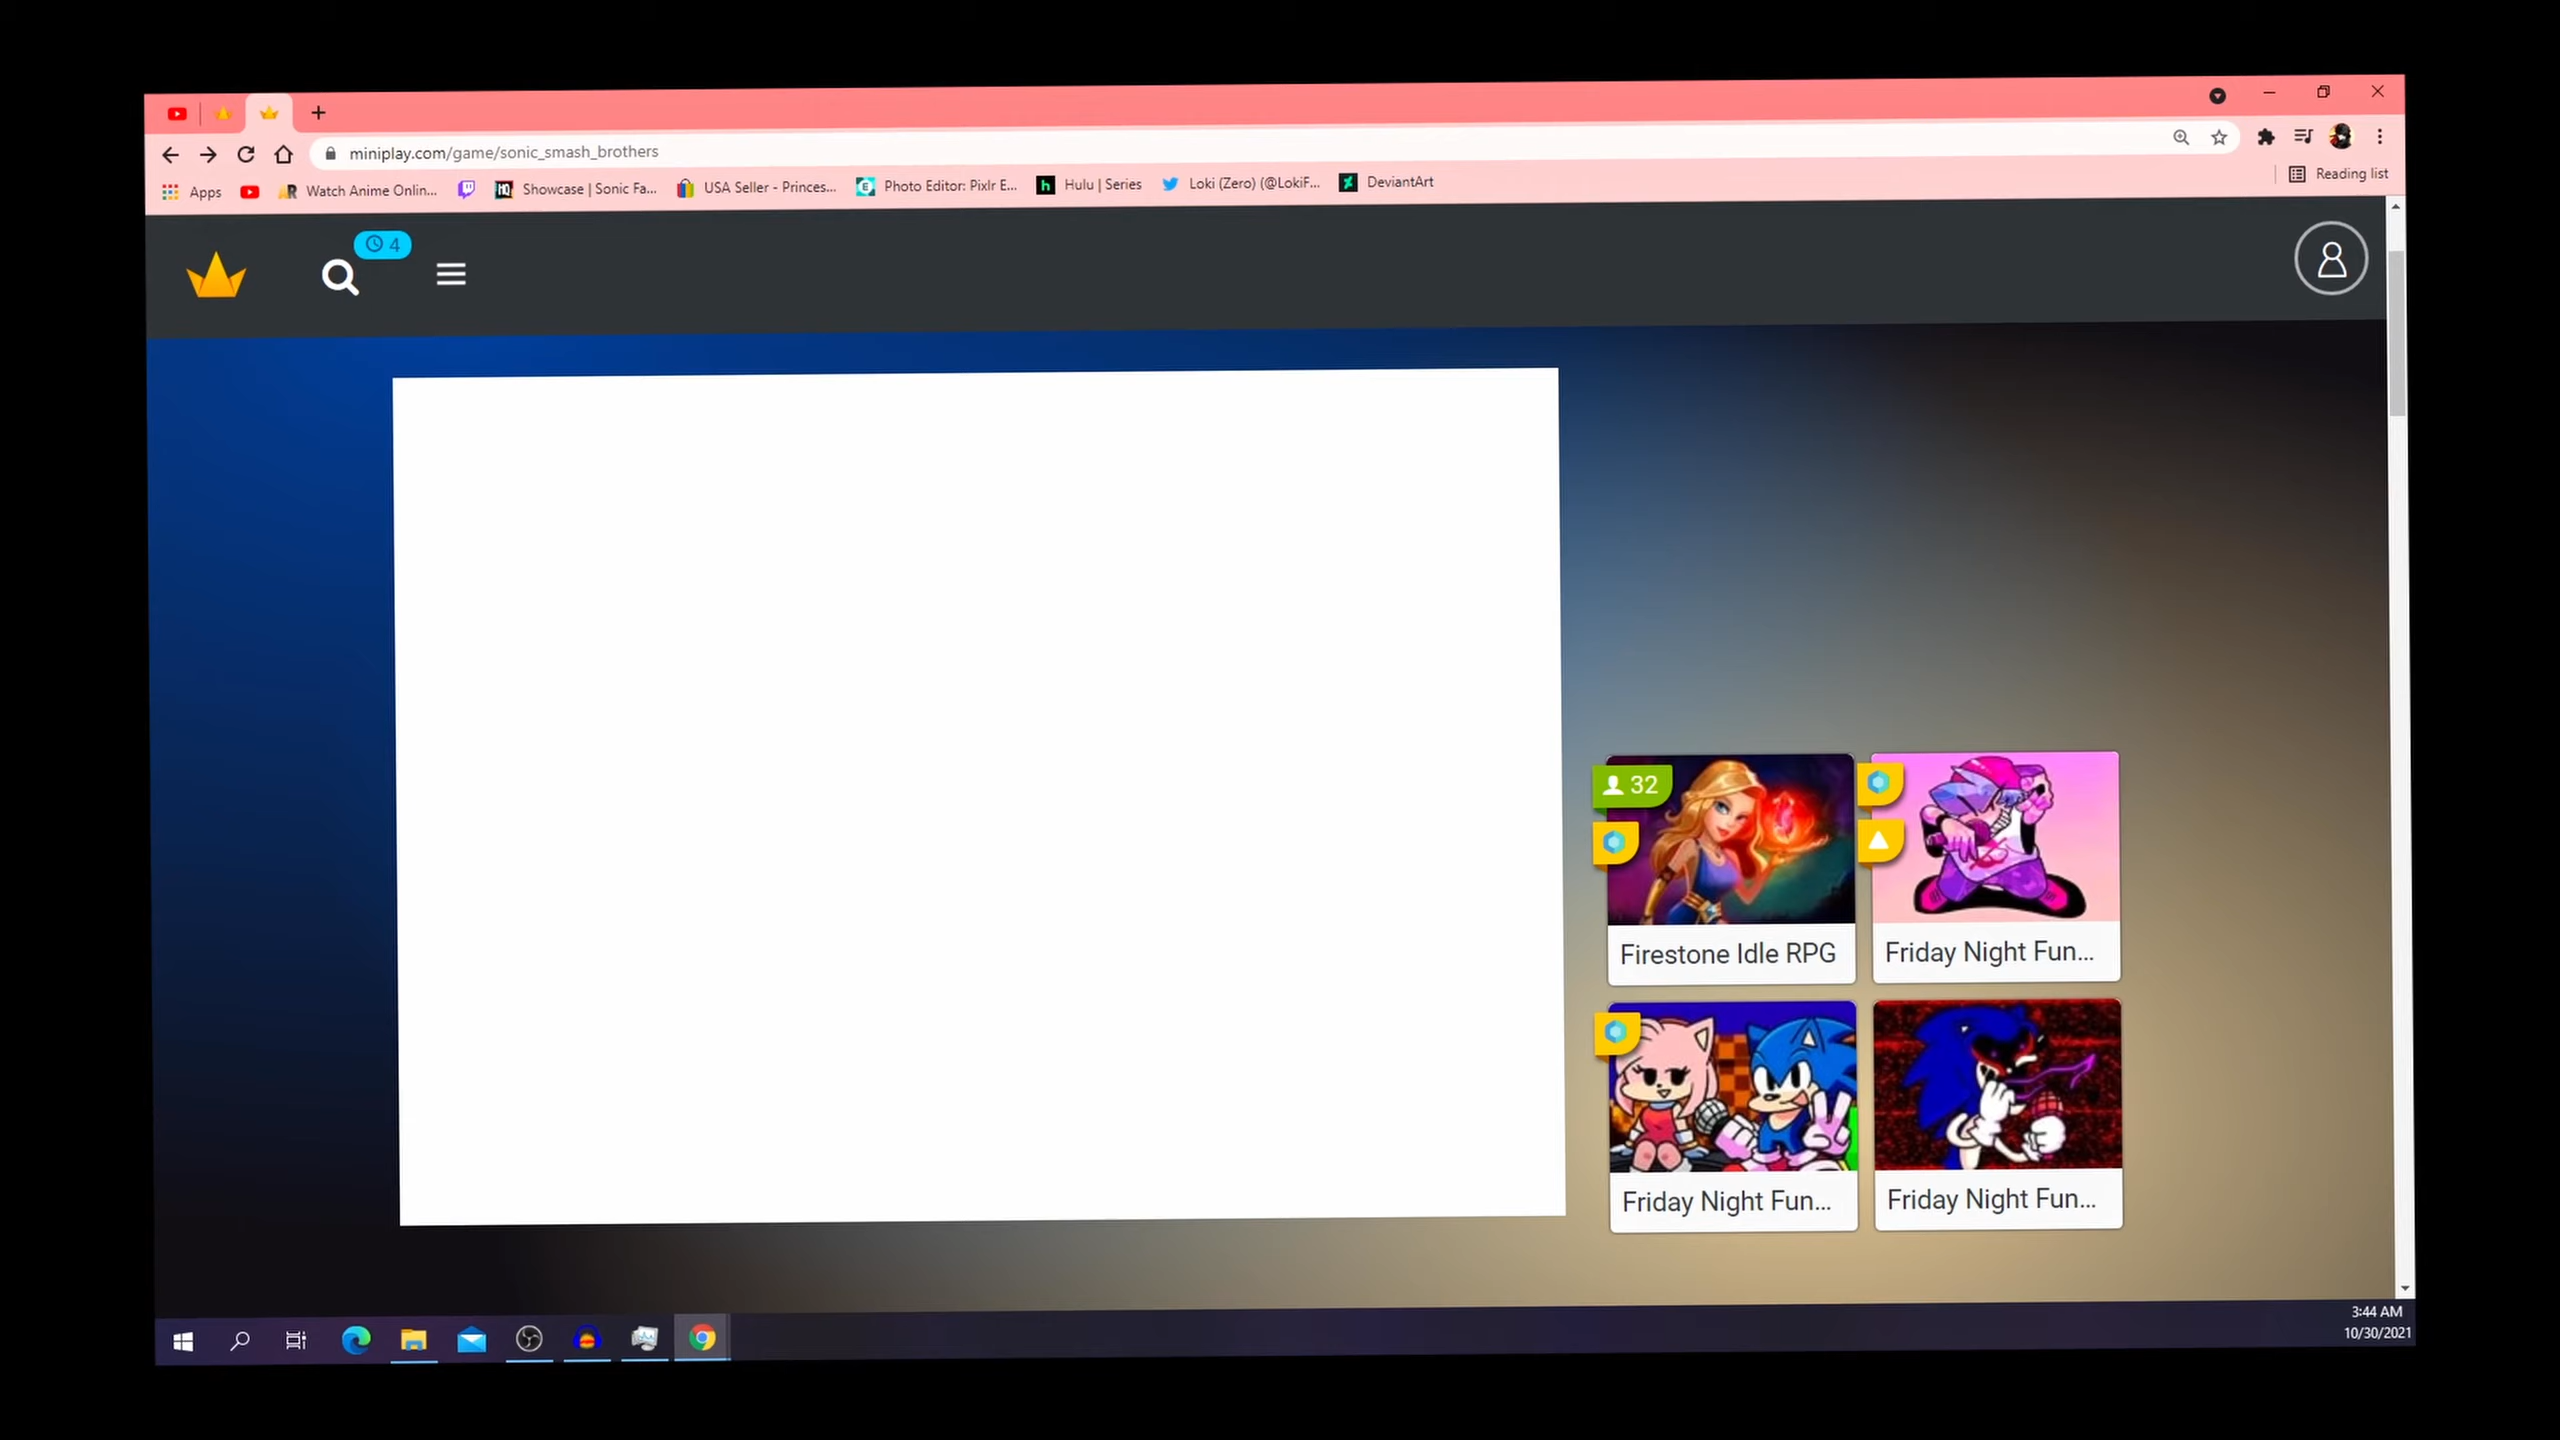 miniplay.com/game/sonic_smash_brothers
Apps
Watch Anime Onlin...
Showcase | Sonic Fa...
USA Seller - Princes...
Photo Editor: Pixlr E...
Hulu | Series
Loki (Zero) (@LokiF...
DeviantArt
Reading list
4
32
Firestone Idle RPG
Friday Night Fun...
Friday Night Fun...
Friday Night Fun...
3:44 AM
10/30/2021